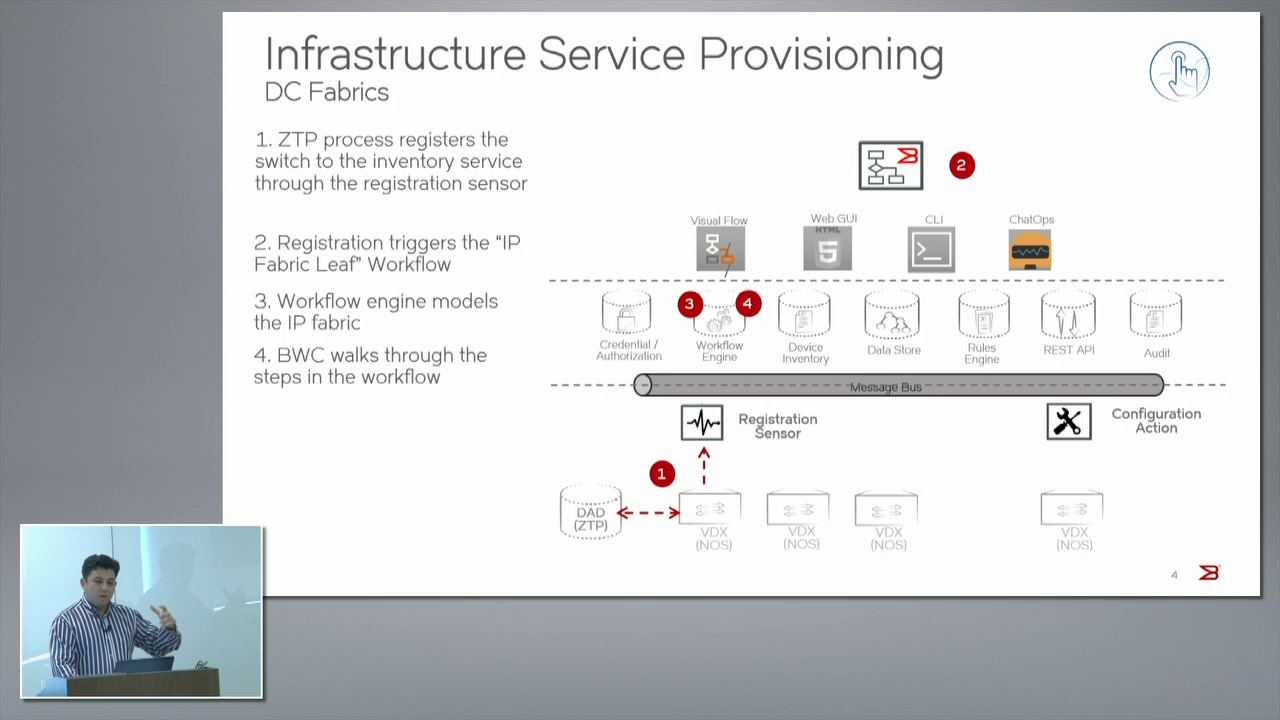 Infrastructure Service Provisioning
DC Fabrics
1. ZTP process registers the
switch to the inventory service
through the registration sensor
2. Registration triggers the "IP
Fabric Leaf" Workflow
3. Workflow engine models
the IP fabric
4. BWC walks through the
steps in the workflow
2
Visual Flow
Web GUI
CLI
ChatOps
HTML
5
3
4
Credential /
Authorization
Workflow
Engine
Device
Inventory
Data Store
Rules
Engine
REST API
Audit
Message Bus
Registration
Sensor
Configuration
Action
1
DAD
(ZTP)
VDX
(NOS)
VDX
(NOS)
VDX
(NOS)
VDX
(NOS)
4